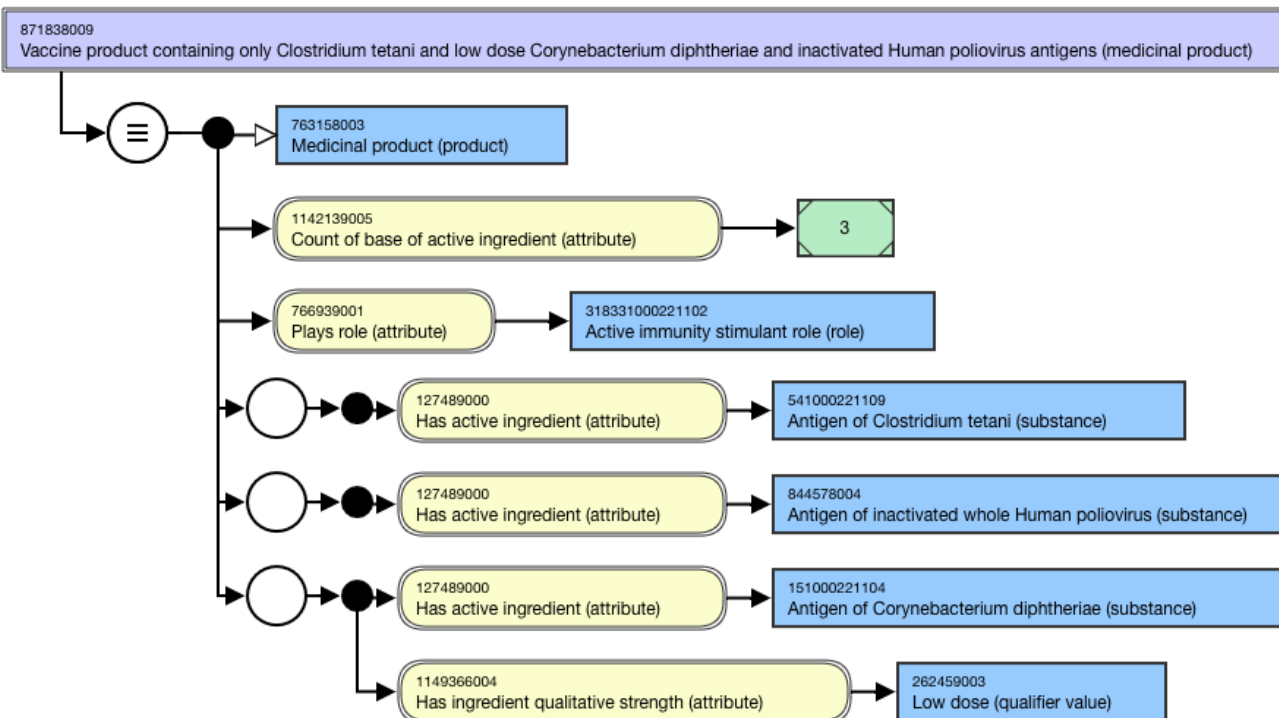 871838009
Vaccine product containing only Clostridium tetani and low dose Corynebacterium diphtheriae and inactivated Human poliovirus antigens (medicinal product)
763158003
Medicinal product (product)
1142139005
Count of base of active ingredient (attribute)
3
766939001
Plays role (attribute)
318331000221102
Active immunity stimulant role (role)
127489000
Has active ingredient (attribute)
541000221109
Antigen of Clostridium tetani (substance)
127489000
Has active ingredient (attribute)
844578004
Antigen of inactivated whole Human poliovirus (substance)
127489000
Has active ingredient (attribute)
151000221104
Antigen of Corynebacterium diphtheriae (substance)
1149366004
Has ingredient qualitative strength (attribute)
262459003
Low dose (qualifier value)